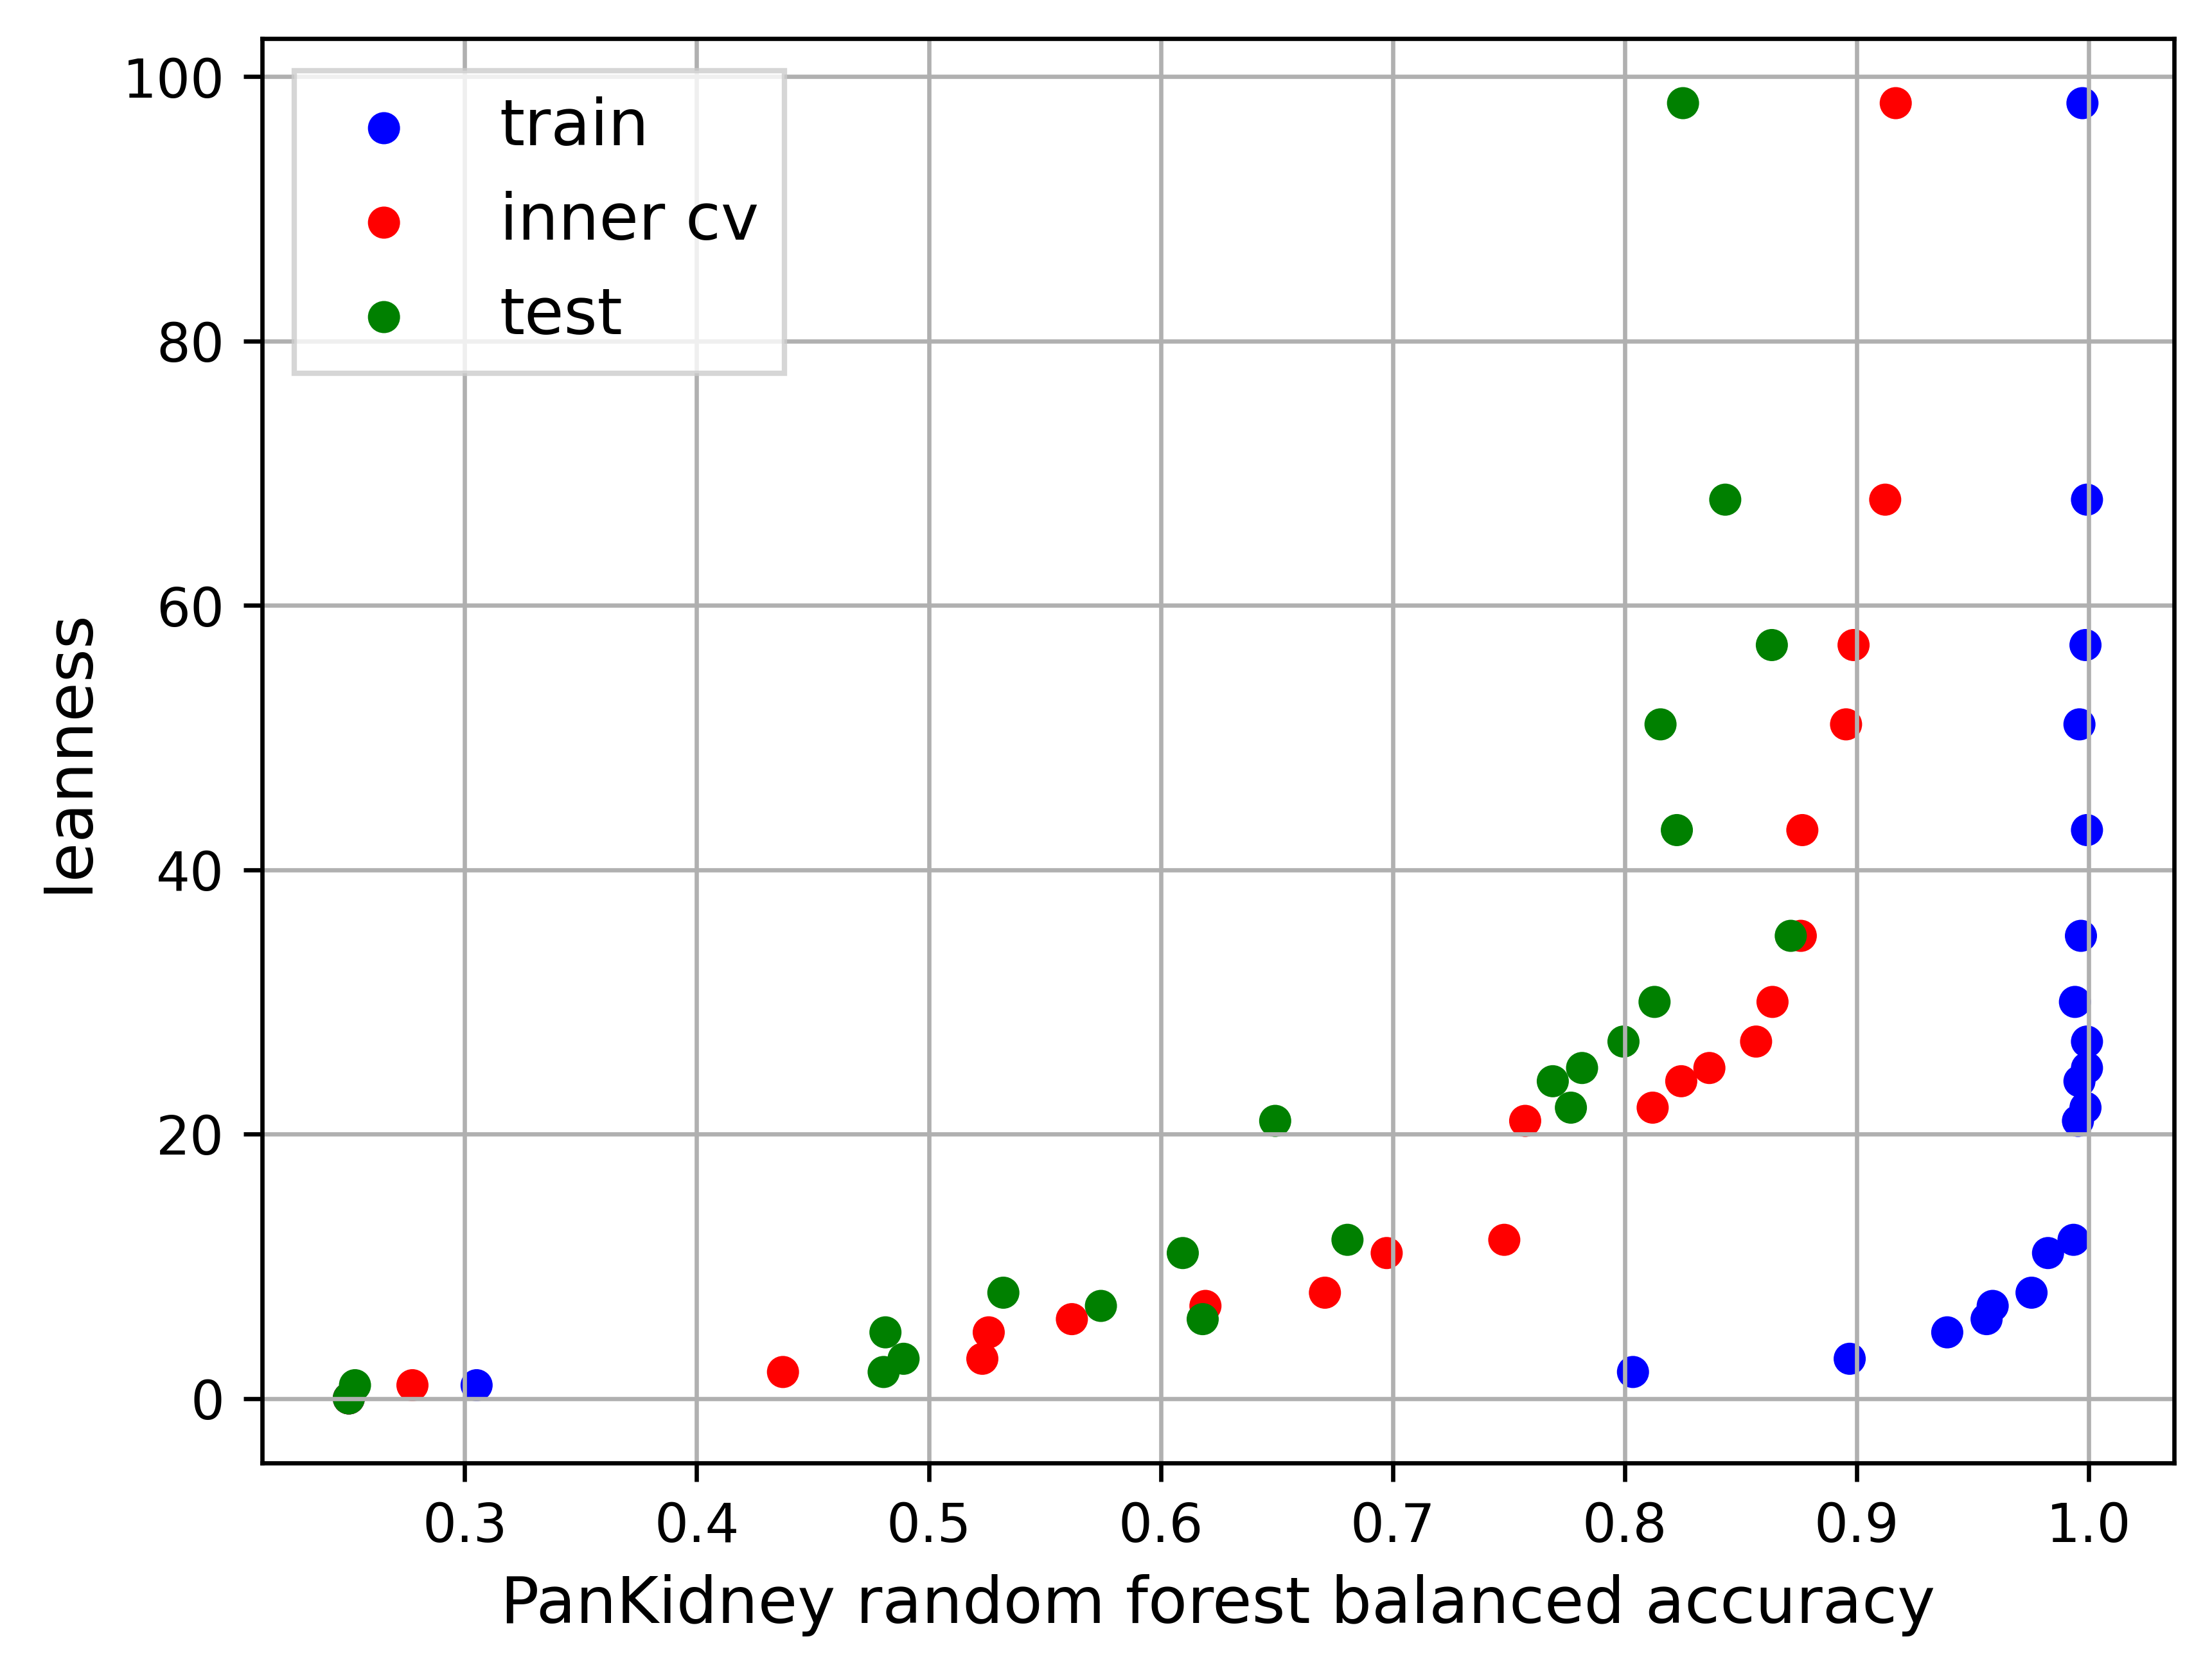 100
80
60
40
20
0
leanness
train
inner cv
test
0.3 0.4 0.5 0.6 0.7 0.8 0.9 1.0
PanKidney random forest balanced accuracy